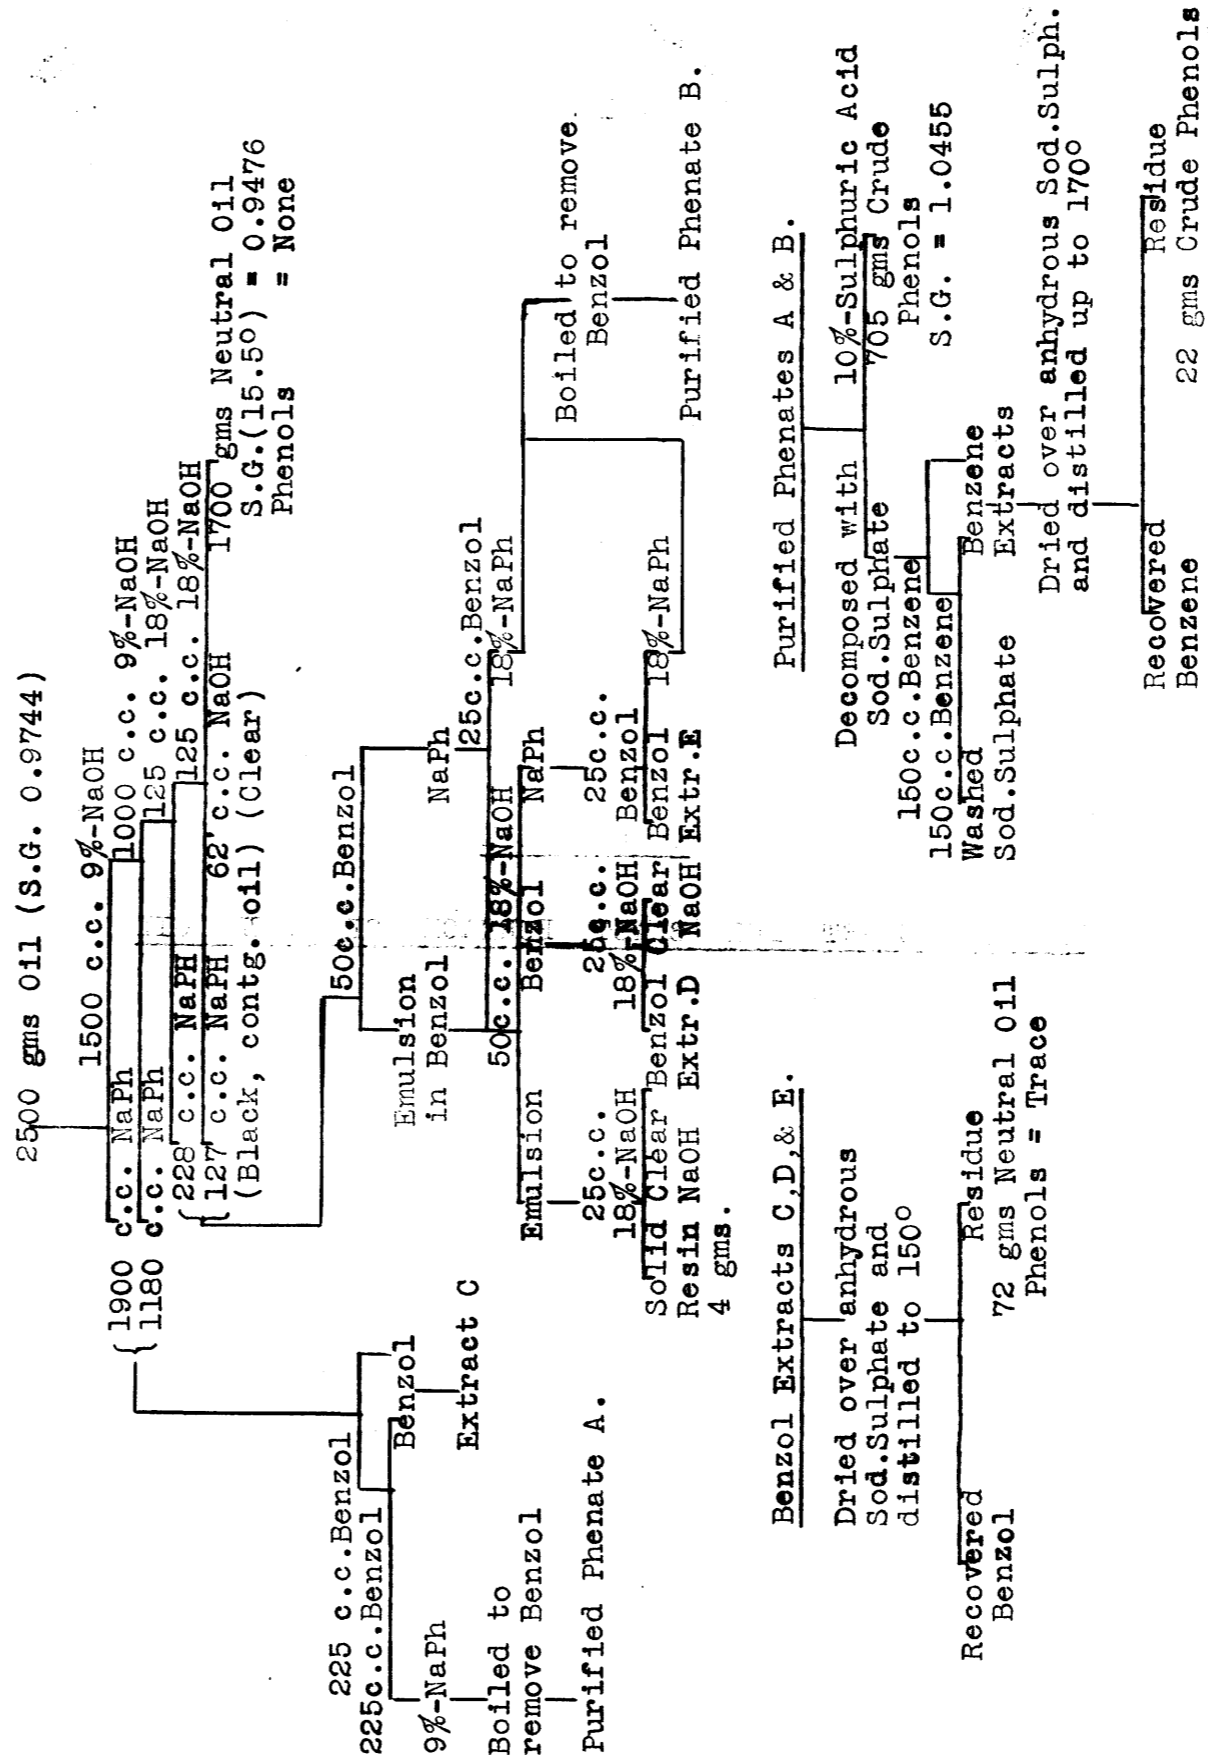 2500 gms Oil (S.G. 0.9744)
1500 c.c. 9%-NaOH
1900 c.c. NaPh
1000 c.c. 9%-NaOH
1180 c.c. NaPh
125 c.c. 18%-NaOH
228 c.c. NaPH
125 c.c. 18%-NaOH
127 c.c. NaPH
62 c.c. NaOH
(Black, contg. oil) (Clear)
1700 gms Neutral Oil
S.G.(15.5°) = 0.9476
Phenols = None
225 c.c.Benzol
225c.c.Benzol
Benzol
Extract C
9%-NaPh
Boiled to
remove Benzol
Purified Phenate A.
50c.c.Benzol
Emulsion
in Benzol
NaPh
25c.c.Benzol
50c.c. 18%-NaOH
18%-NaPh
Emulsion
Benzol
NaPh
25c.c.
18%-NaOH
25c.c.
18%-NaOH
25c.c.
Benzol
Solid Clear Benzol Clear Benzol 18%-NaPh
Resin NaOH Extr.D NaOH Extr.E
4 gms.
Boiled to remove.
Benzol
Purified Phenate B.
Benzol Extracts C,D,& E.
Dried over anhydrous
Sod.Sulphate and
distilled to 150°
Recovered
Benzol
Residue
72 gms Neutral Oil
Phenols = Trace
Purified Phenates A & B.
Decomposed with 10%-Sulphuric Acid
Sod.Sulphate
705 gms Crude
Phenols
S.G. = 1.0455
150c.c.Benzene
150c.c.Benzene
Washed
Sod.Sulphate
Benzene
Extracts
Dried over anhydrous Sod.Sulph.
and distilled up to 170°
Recovered
Benzene
Residue
22 gms Crude Phenols